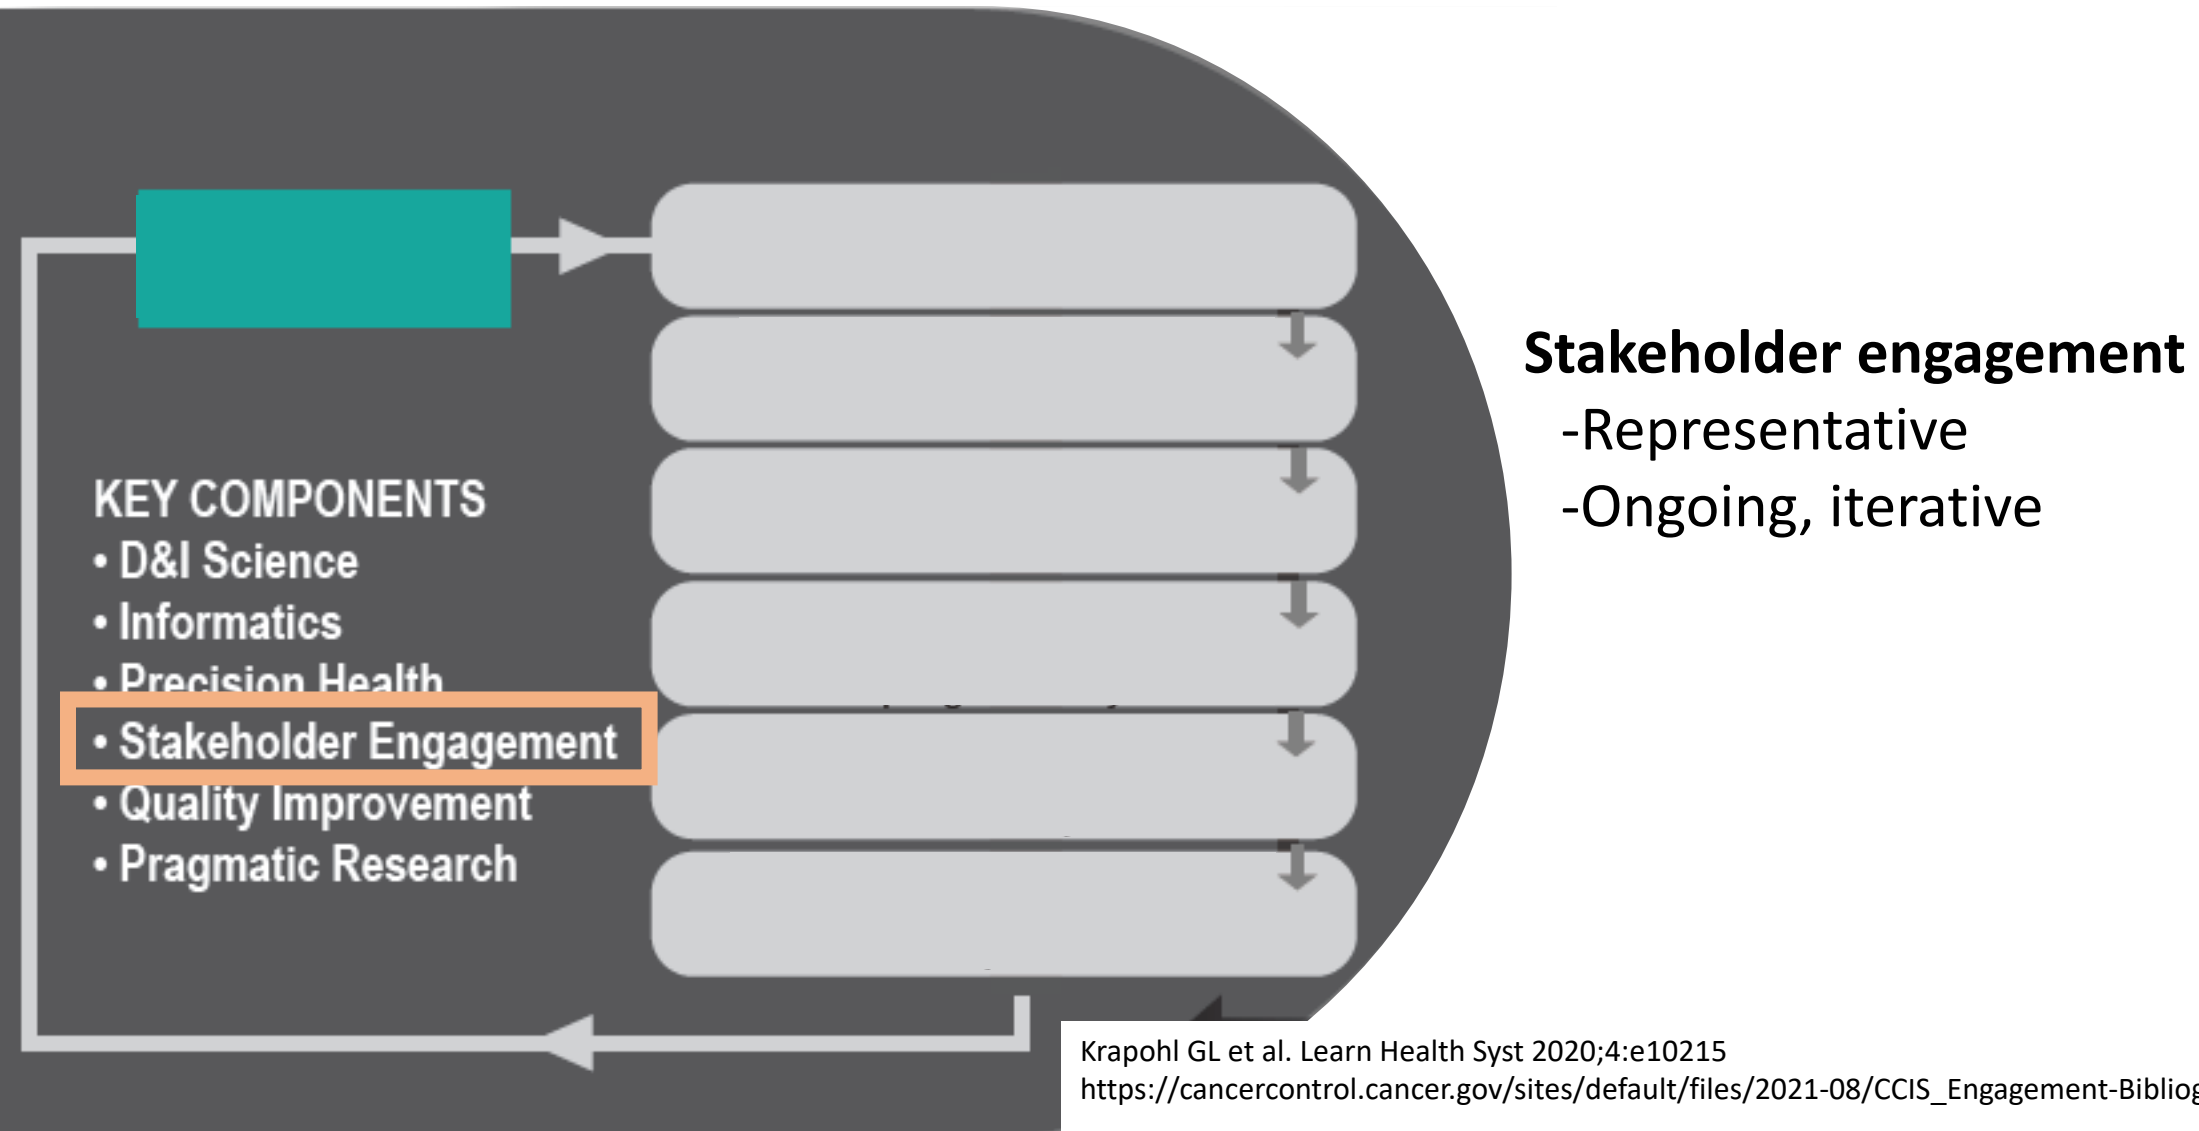 KEY COMPONENTS
• D&I Science
• Informatics
• Precision Health
• Stakeholder Engagement
• Quality Improvement
• Pragmatic Research
Stakeholder engagement
-Representative
-Ongoing, iterative
Krapohl GL et al. Learn Health Syst 2020;4:e10215
https://cancercontrol.cancer.gov/sites/default/files/2021-08/CCIS_Engagement-Bibliog